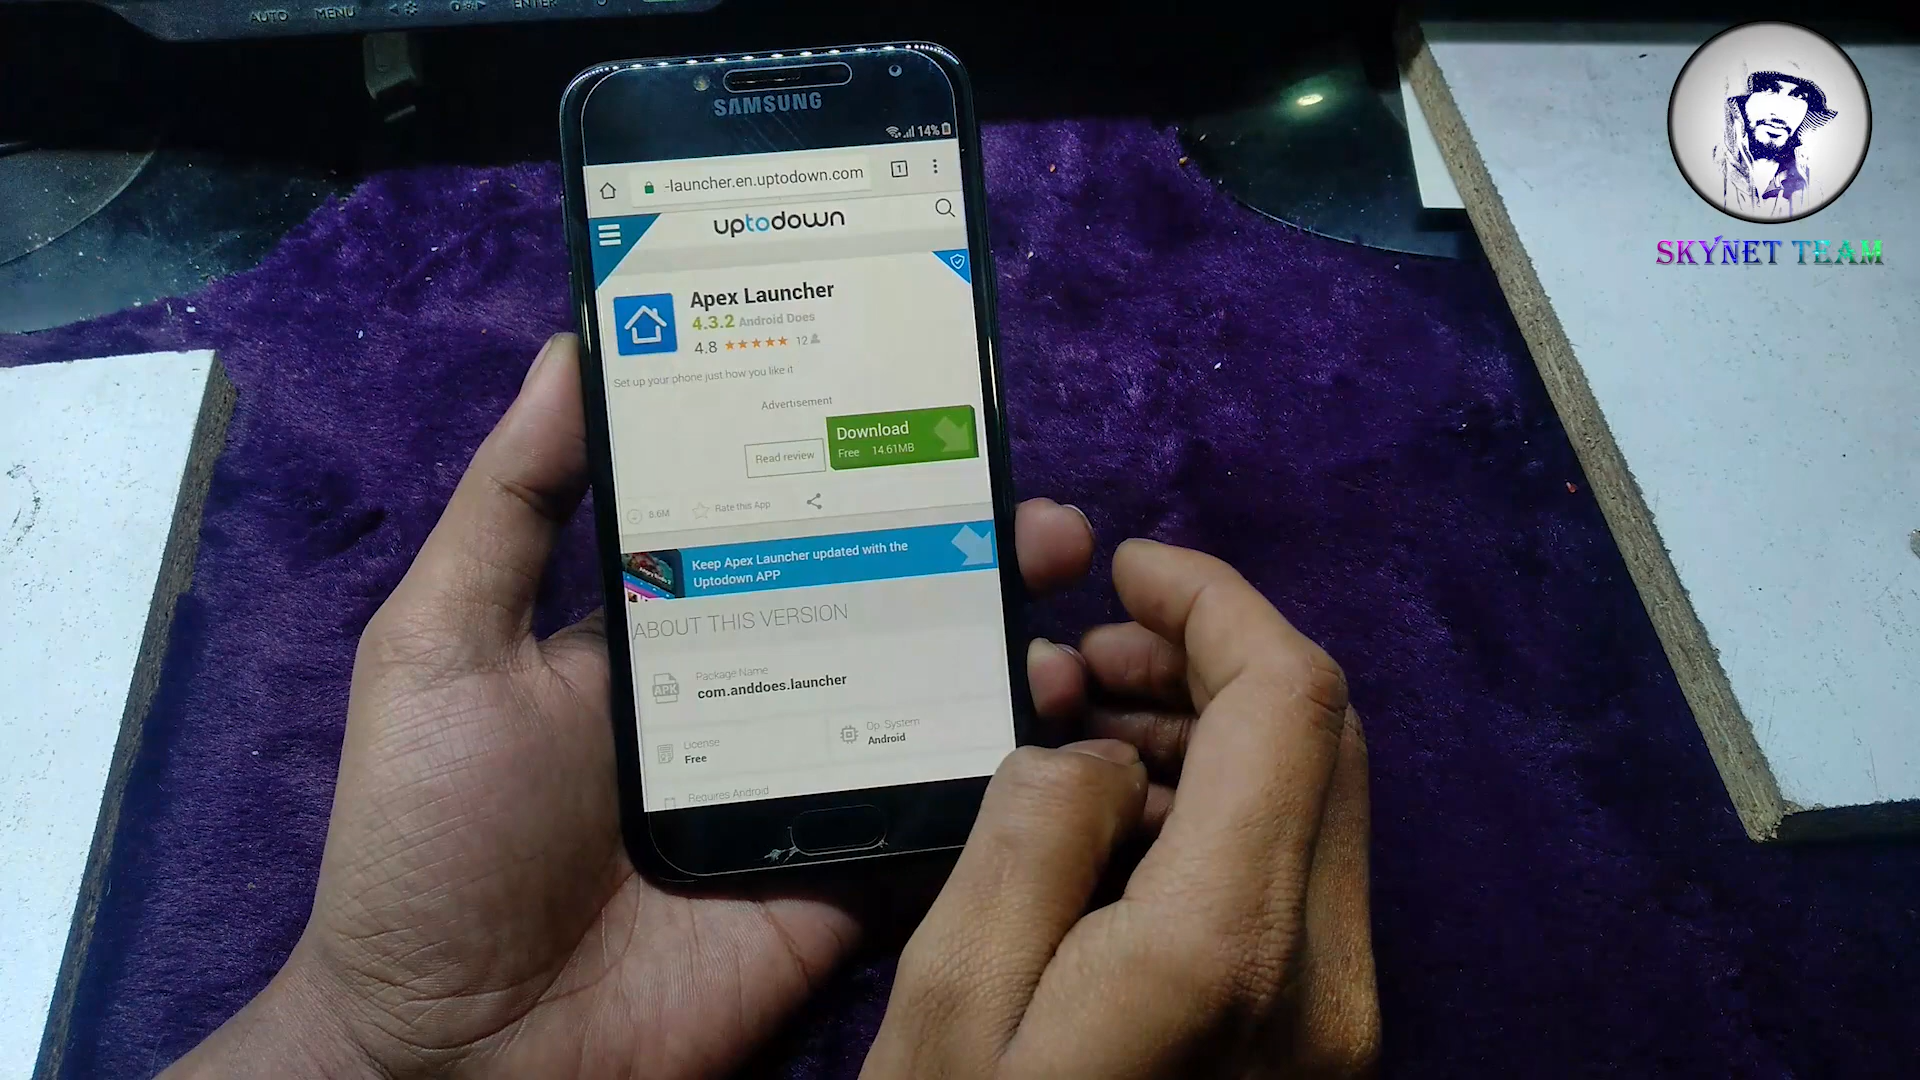 AUTO MENU ENTER
SAMSUNG
14%
-launcher.en.uptodown.com
1
uptodown
Apex Launcher
4.3.2 Android Does
4.8 12
Set up your phone just how you like it
Advertisement
Download
Free 14.61MB
Read review
8.6M Rate this App
Keep Apex Launcher updated with the
Uptodown APP
ABOUT THIS VERSION
Package Name
APK
com.anddoes.launcher
License
Free
Op. System
Android
Requires Android
SKYNET TEAM